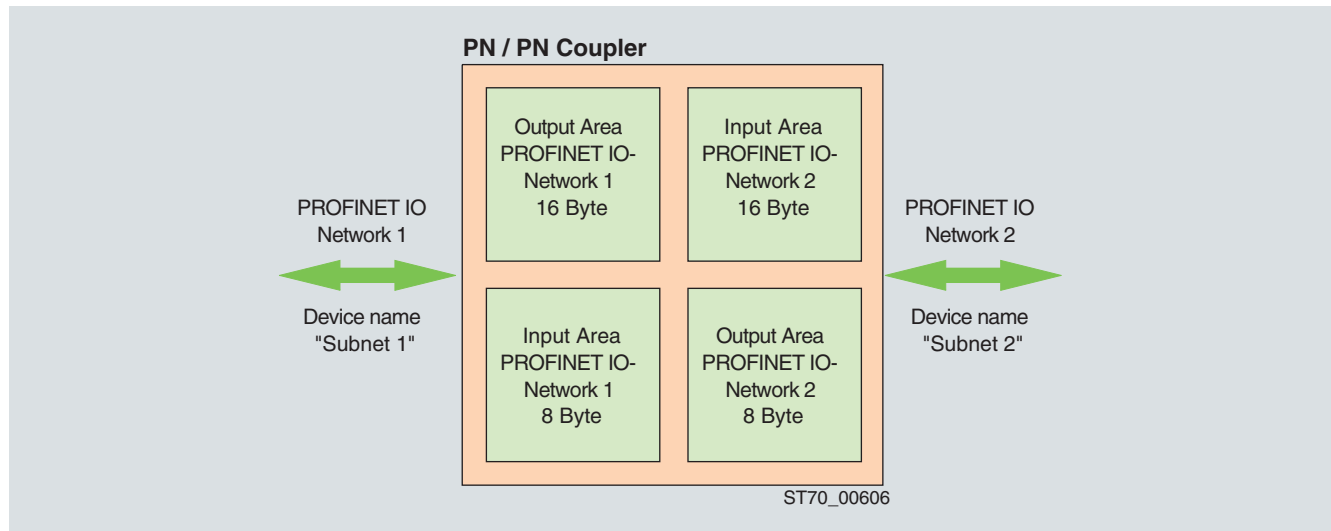 PN / PN Coupler
Output Area
PROFINET IO-
Network 1
16 Byte
Input Area
PROFINET IO-
Network 2
16 Byte
PROFINET IO
Network 1
Device name
"Subnet 1"
PROFINET IO
Network 2
Device name
"Subnet 2"
Input Area
PROFINET IO-
Network 1
8 Byte
Output Area
PROFINET IO-
Network 2
8 Byte
ST70_00606